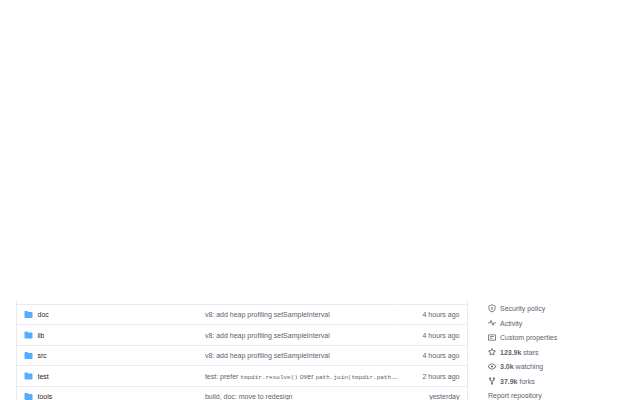 doc v8: add heap profiling setSampleInterval 4 hours ago
lib v8: add heap profiling setSampleInterval 4 hours ago
src v8: add heap profiling setSampleInterval 4 hours ago
test test: prefer tmpdir.resolve() over path.join(tmpdir.path… 2 hours ago
tools build, doc: move to redesign yesterday
Security policy
Activity
Custom properties
123.9k stars
3.0k watching
37.9k forks
Report repository